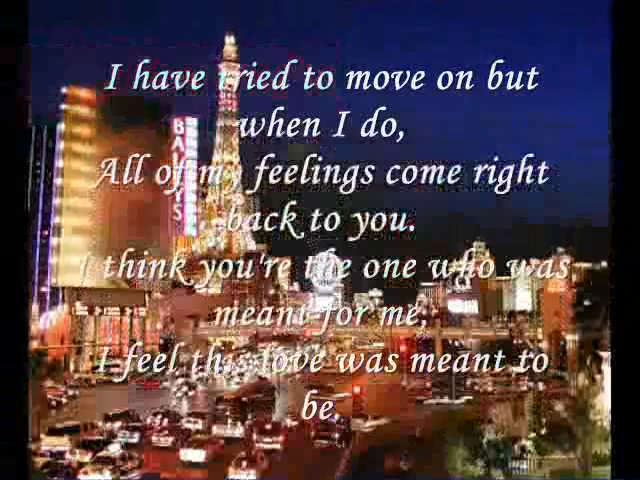 I have tried to move on but
when I do,
All of my feelings come right
back to you.
I think you're the one who was
meant for me,
I feel this love was meant to
be.
BALLYS